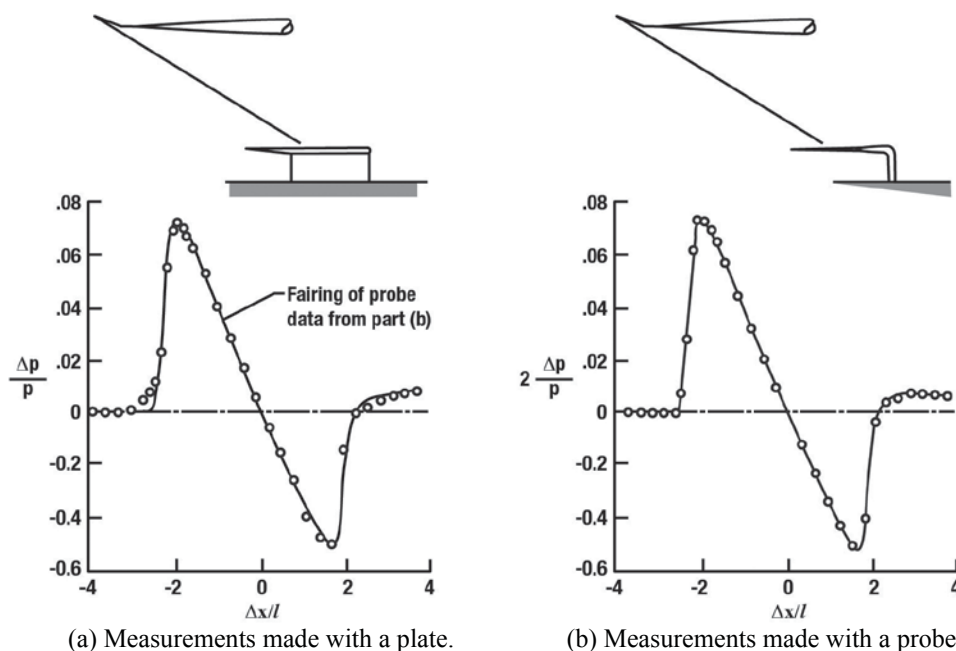 .08
.06
.04
.02
0
-0.2
-0.4
-0.6
Δp
p
Fairing of probe
data from part (b)
-4
-2
0
2
4
Δx/l
(a) Measurements made with a plate.
.08
.06
.04
.02
0
-0.2
-0.4
-0.6
2 Δp
p
-4
-2
0
2
4
Δx/l
(b) Measurements made with a probe